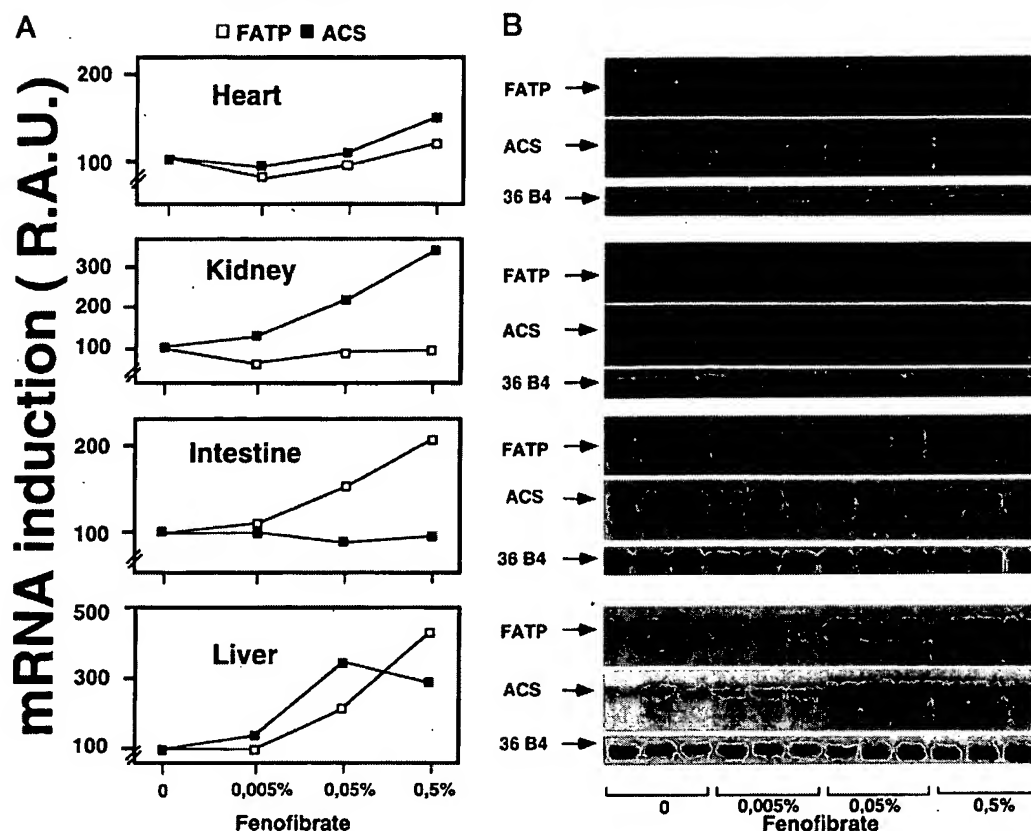 A
□ FATP ■ ACS
mRNA induction ( R.A.U.)
200
Heart
100
300
Kidney
200
100
200
Intestine
100
500
Liver
300
100
0 0,005% 0,05% 0,5%
Fenofibrate
B
FATP
ACS
36 B4
FATP
ACS
36 B4
FATP
ACS
36 B4
FATP
ACS
36 B4
0 0,005% 0,05% 0,5%
Fenofibrate